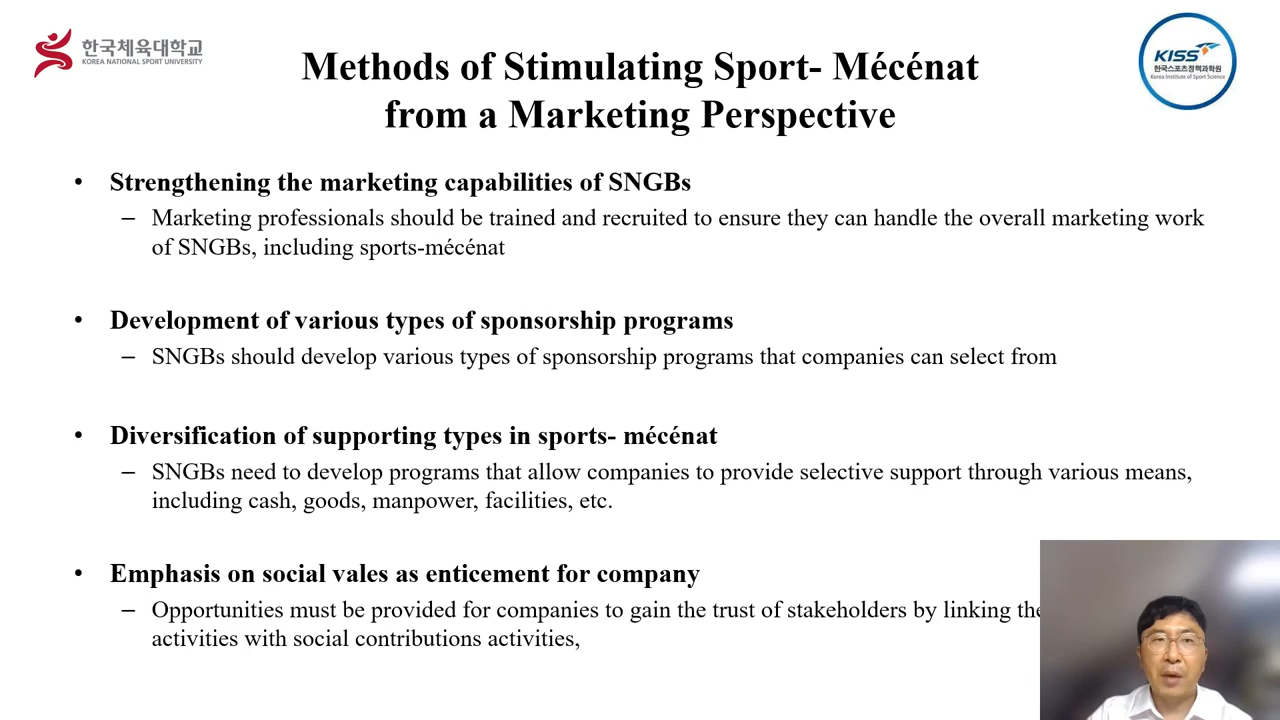 한국체육대학교
KOREA NATIONAL SPORT UNIVERSITY
KISS
한국스포츠정책과학원
Korea Institute of Sport Science
Methods of Stimulating Sport- Mécénat
from a Marketing Perspective
• Strengthening the marketing capabilities of SNGBs
– Marketing professionals should be trained and recruited to ensure they can handle the overall marketing work
of SNGBs, including sports-mécénat
• Development of various types of sponsorship programs
– SNGBs should develop various types of sponsorship programs that companies can select from
• Diversification of supporting types in sports- mécénat
– SNGBs need to develop programs that allow companies to provide selective support through various means,
including cash, goods, manpower, facilities, etc.
• Emphasis on social vales as enticement for company
– Opportunities must be provided for companies to gain the trust of stakeholders by linking
activities with social contributions activities,